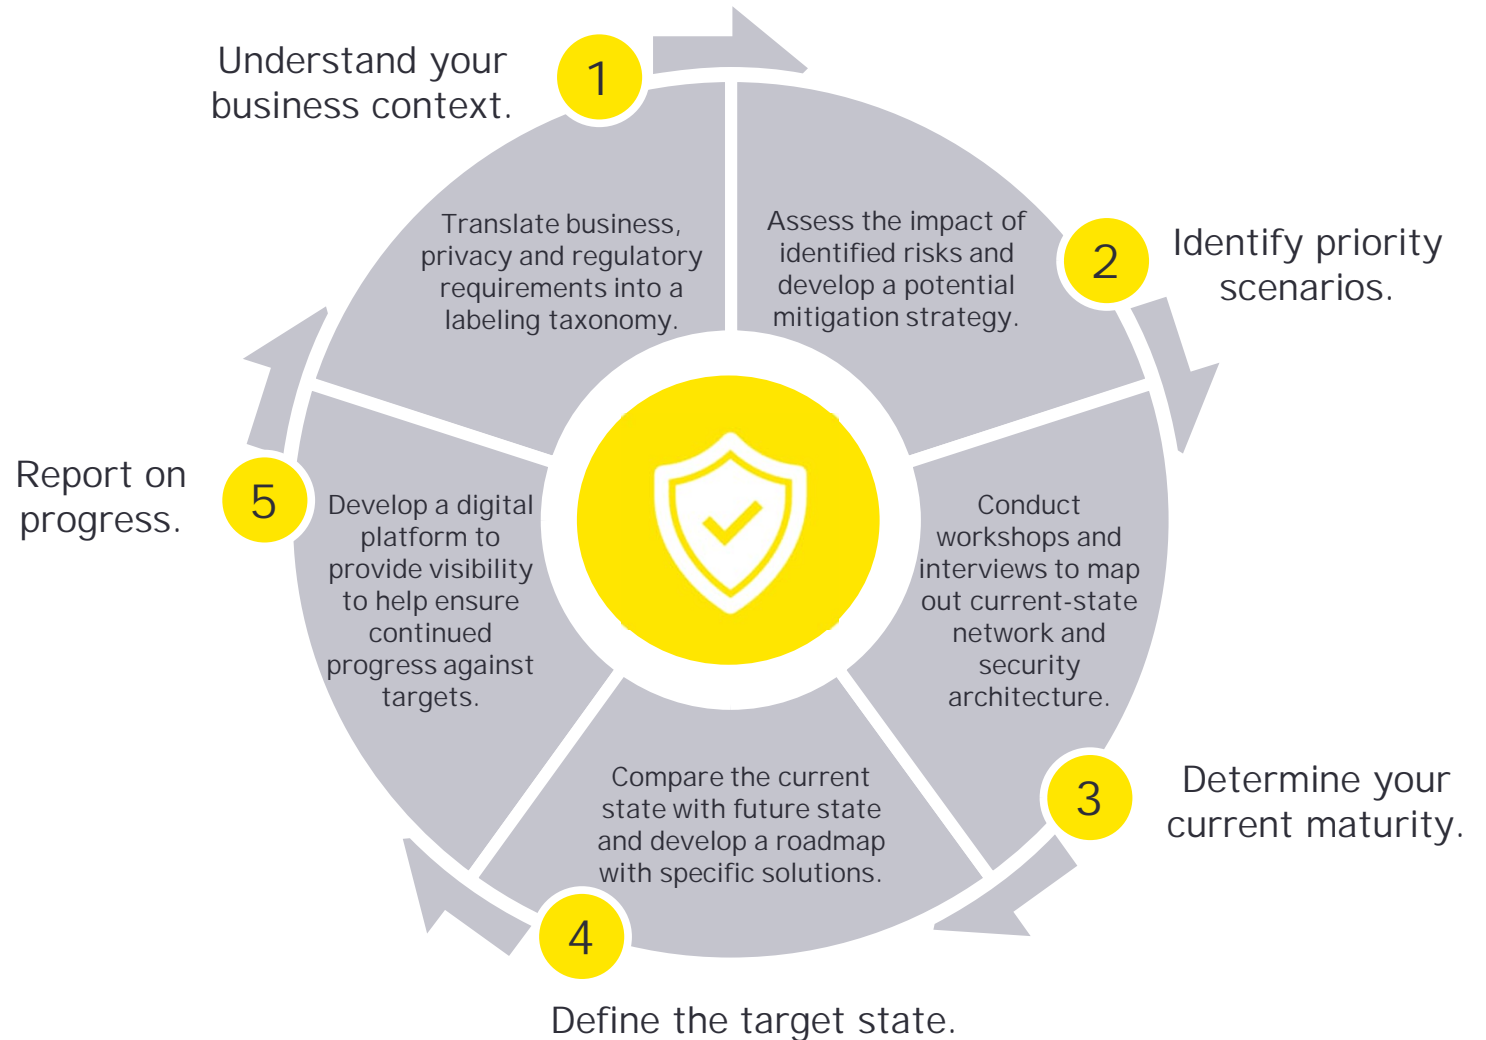 Understand your
business context.
1
Translate business,
privacy and regulatory
requirements into a
labeling taxonomy.
Assess the impact of
identified risks and
develop a potential
mitigation strategy.
2
Identify priority
scenarios.
Conduct
workshops and
interviews to map
out current-state
network and
security
architecture.
3
Determine your
current maturity.
Compare the current
state with future state
and develop a roadmap
with specific solutions.
4
Define the target state.
Report on
progress.
5
Develop a digital
platform to
provide visibility
to help ensure
continued
progress against
targets.